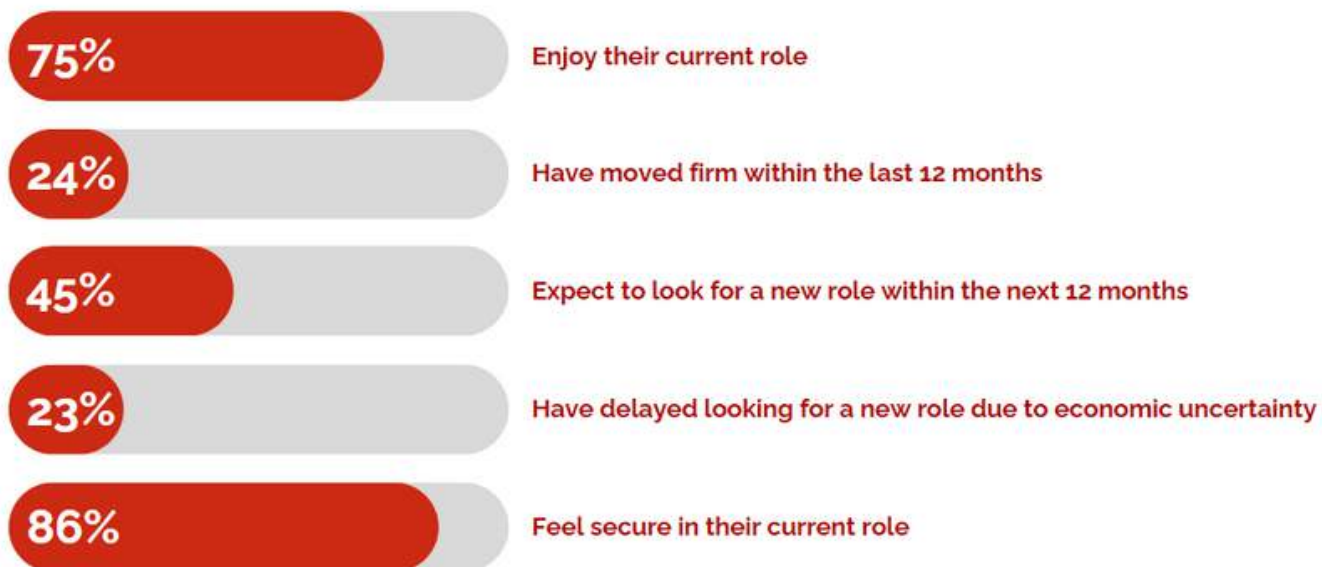 75% Enjoy their current role
24% Have moved firm within the last 12 months
45% Expect to look for a new role within the next 12 months
23% Have delayed looking for a new role due to economic uncertainty
86% Feel secure in their current role